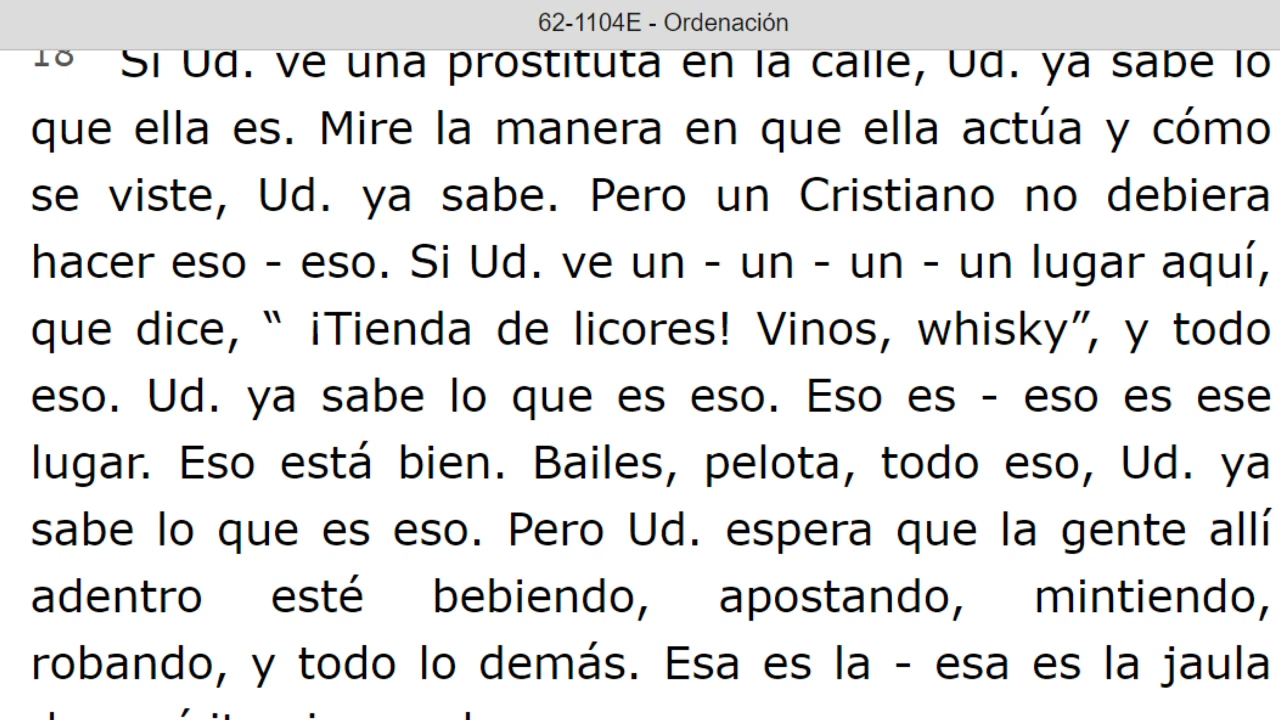 62-1104E - Ordenación
18 Si Ud. ve una prostituta en la calle, Ud. ya sabe lo
que ella es. Mire la manera en que ella actúa y cómo
se viste, Ud. ya sabe. Pero un Cristiano no debiera
hacer eso - eso. Si Ud. ve un - un - un - un lugar aquí,
que dice, “ ¡Tienda de licores! Vinos, whisky”, y todo
eso. Ud. ya sabe lo que es eso. Eso es - eso es ese
lugar. Eso está bien. Bailes, pelota, todo eso, Ud. ya
sabe lo que es eso. Pero Ud. espera que la gente allí
adentro esté bebiendo, apostando, mintiendo,
robando, y todo lo demás. Esa es la - esa es la jaula